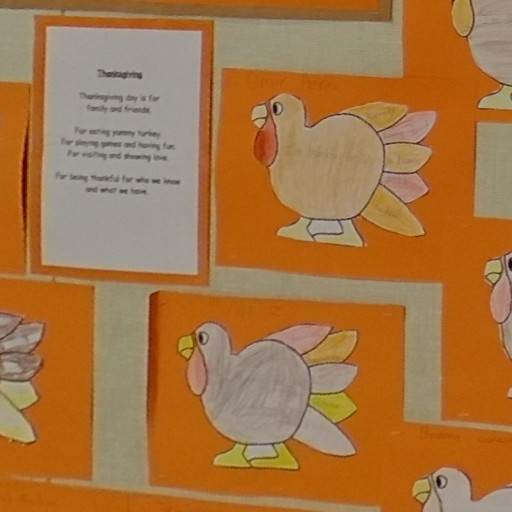 Thanksgiving
Thanksgiving day is for
family and friends.
For eating yummy turkey.
For playing games and having fun.
For visiting and showing love.
For being thankful for who we know
and what we have.